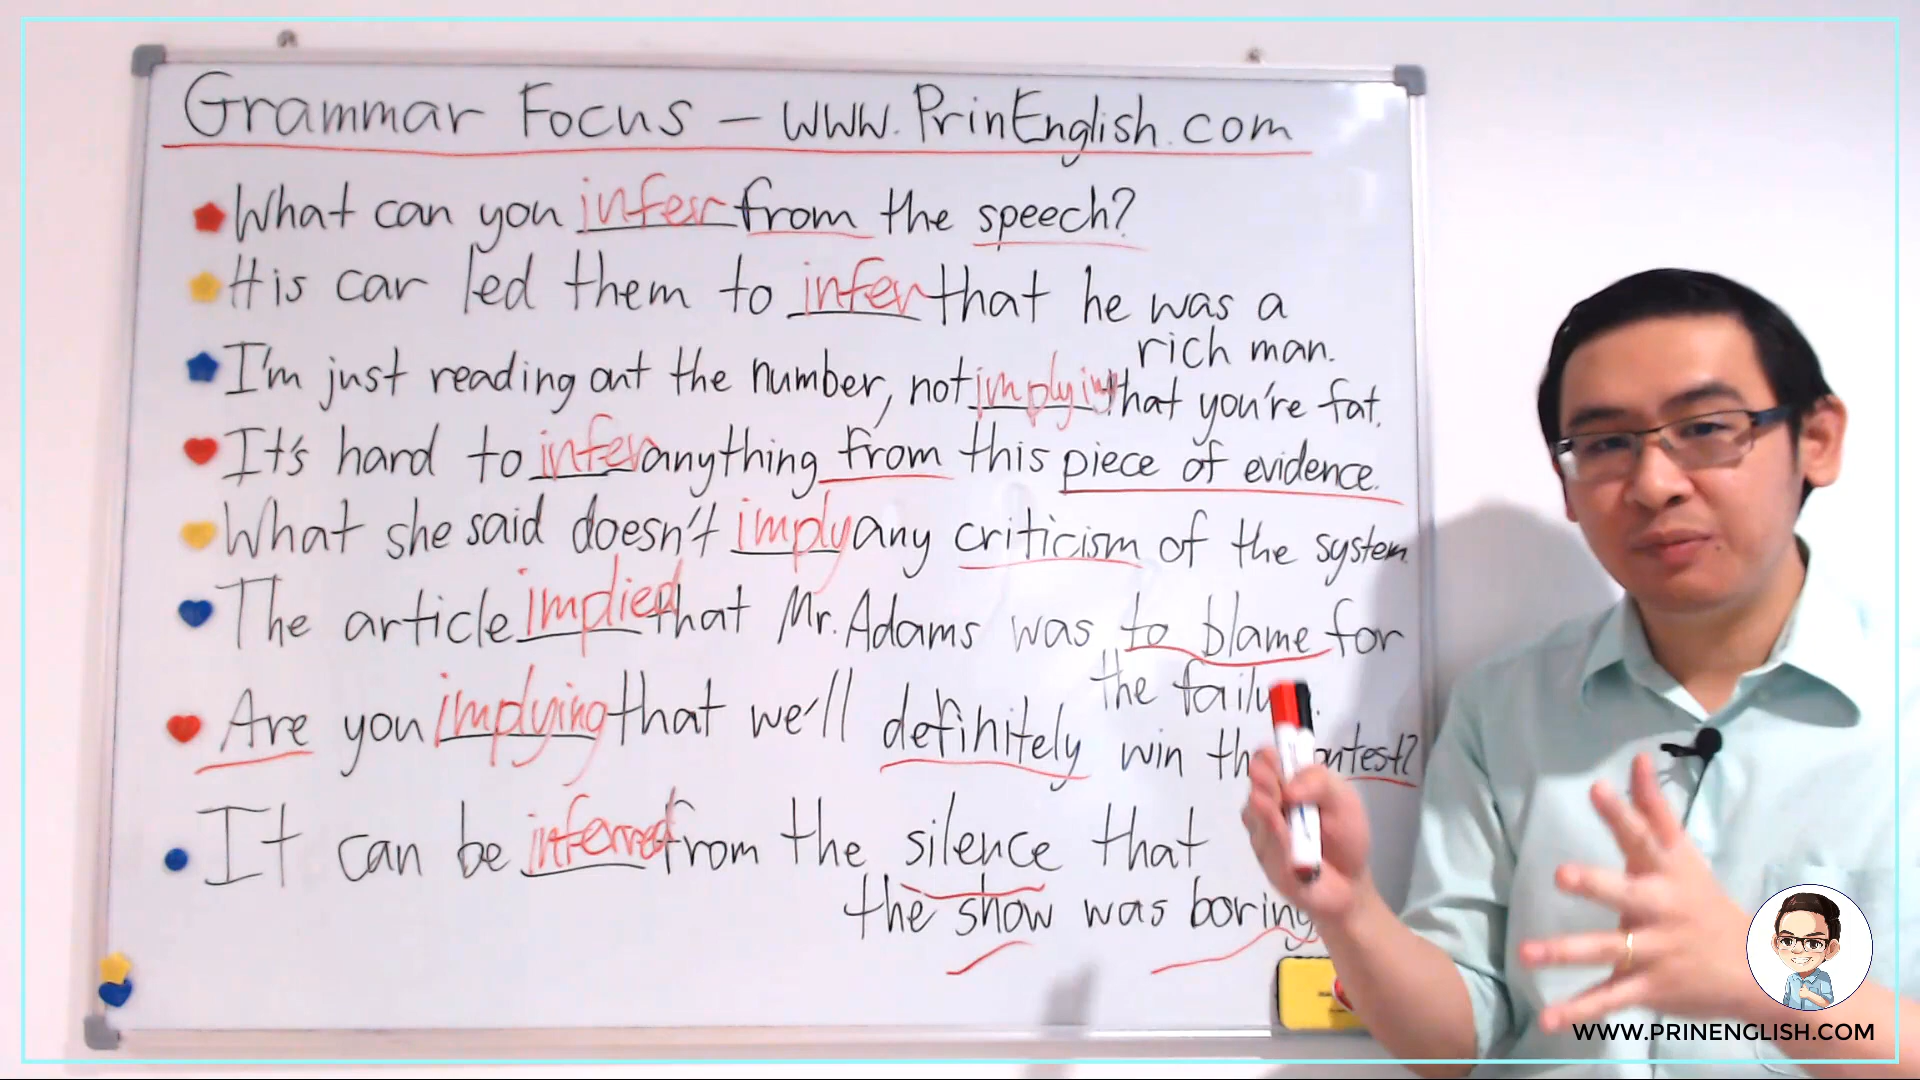 Grammar Focus - www.PrinEnglish.com
What can you infer from the speech?
His car led them to infer that he was a
rich man.
I'm just reading out the number, not implying that you're fat.
It's hard to infer anything from this piece of evidence.
What she said doesn't imply any criticism of the system.
The article implied that Mr. Adams was to blame for
the
Are you implying that we'll definitely win
It can be inferred from the silence that
the show was boring
WWW.PRINENGLISH.COM